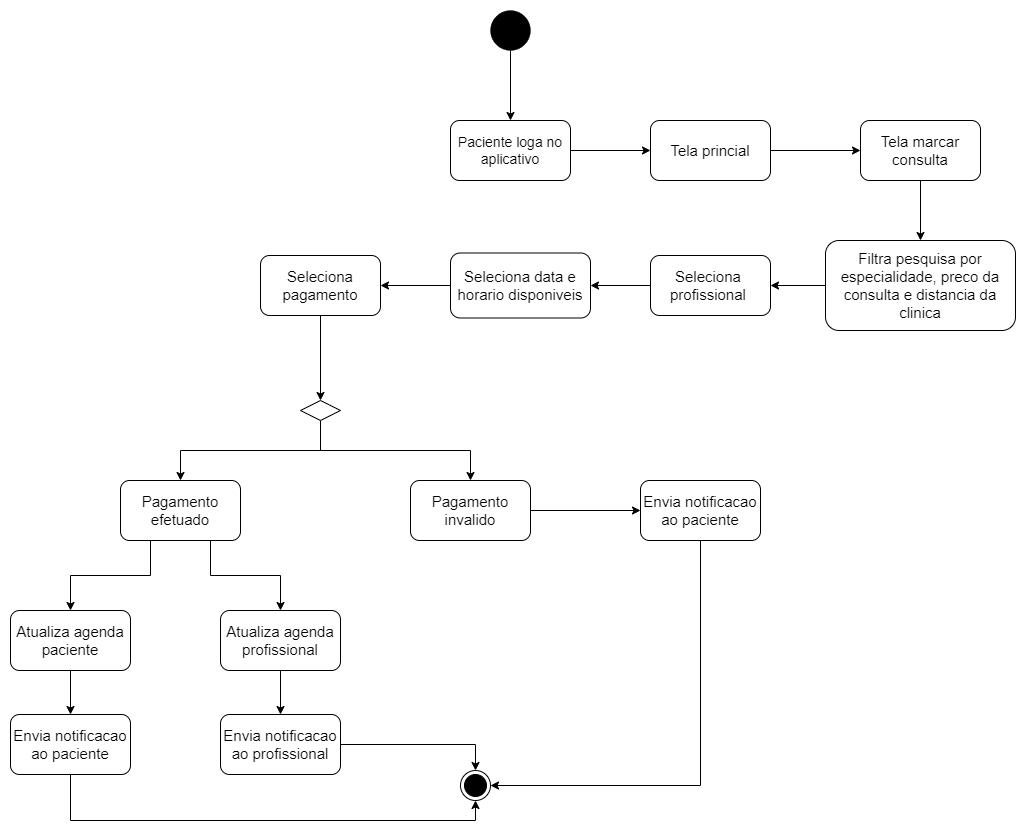 Paciente loga no
aplicativo
Tela princial
Tela marcar
consulta
Filtra pesquisa por
especialidade, preco da
consulta e distancia da
clinica
Seleciona
profissional
Seleciona data e
horario disponiveis
Seleciona
pagamento
Pagamento
efetuado
Pagamento
invalido
Envia notificacao
ao paciente
Atualiza agenda
paciente
Atualiza agenda
profissional
Envia notificacao
ao paciente
Envia notificacao
ao profissional